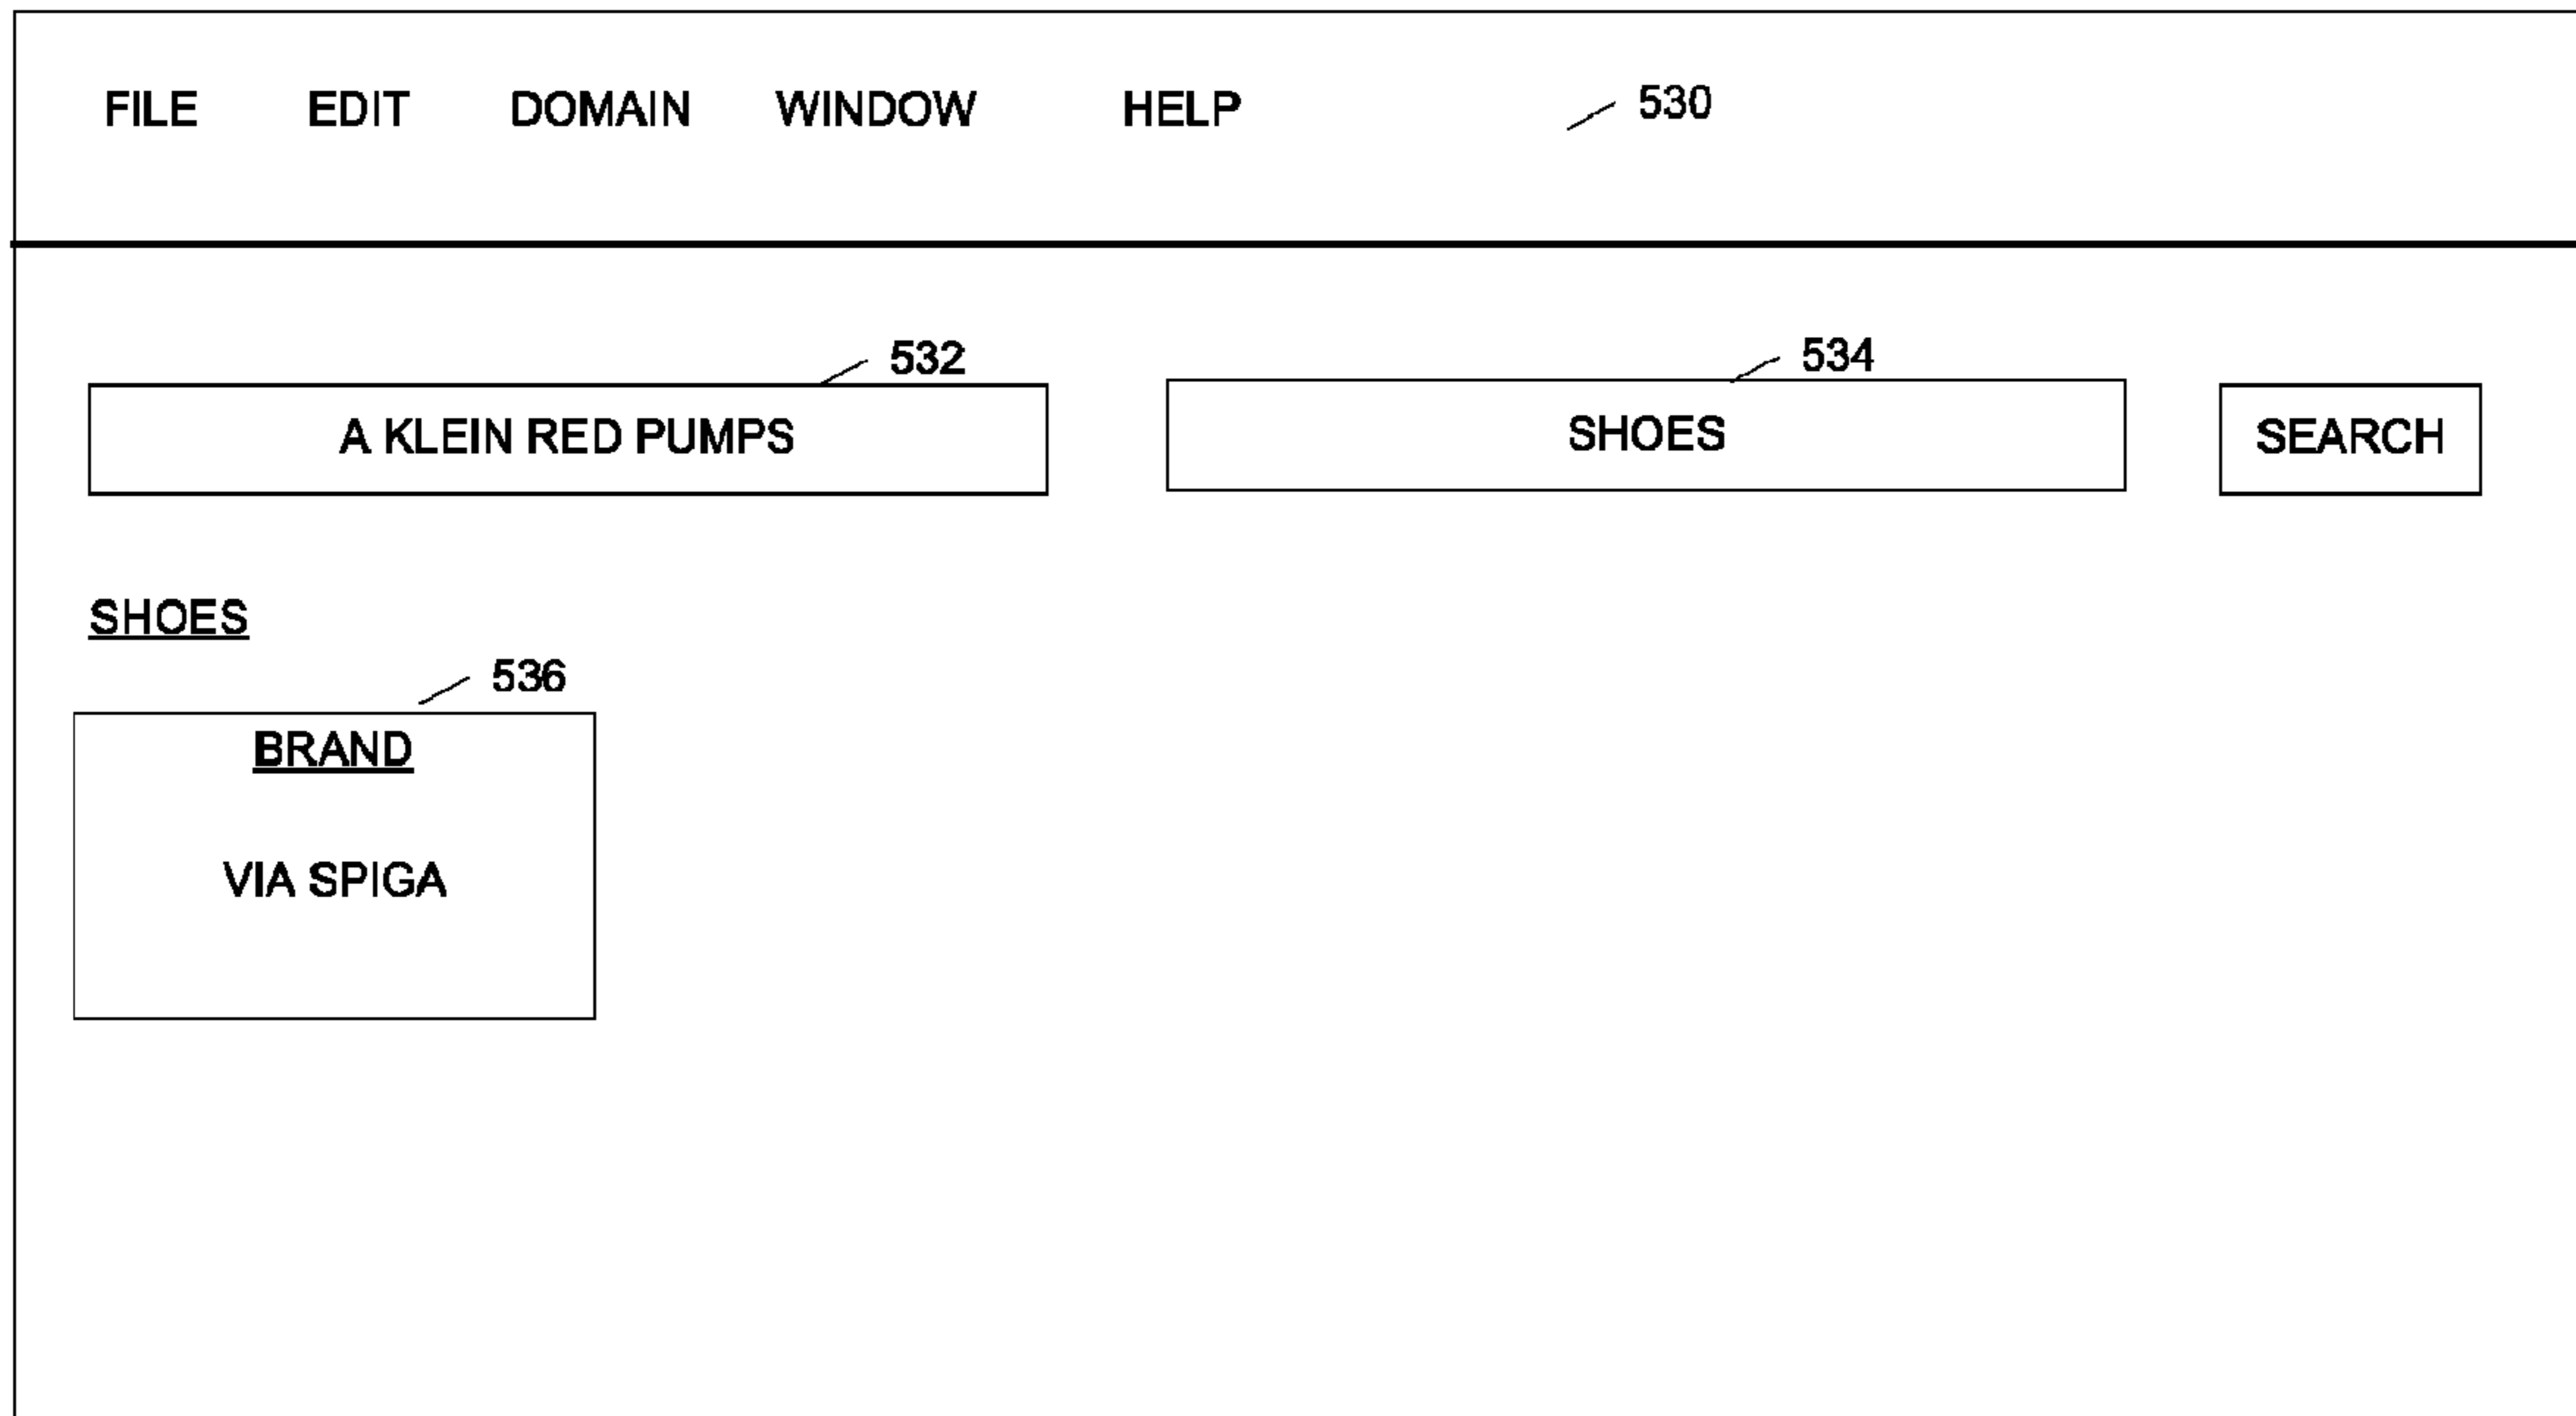 FILE EDIT DOMAIN WINDOW HELP 530
532 534
A KLEIN RED PUMPS SHOES SEARCH
SHOES
536
BRAND
VIA SPIGA